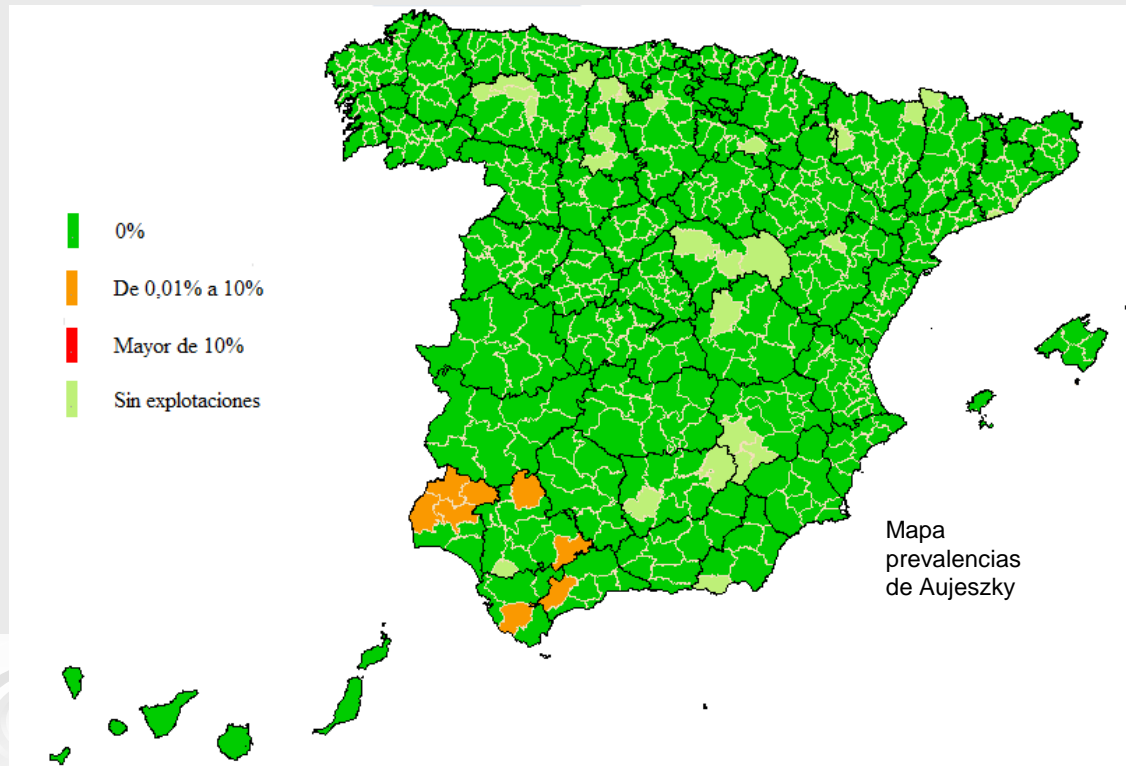 0%
De 0,01% a 10%
Mayor de 10%
Sin explotaciones
Mapa
prevalencias
de Aujeszky